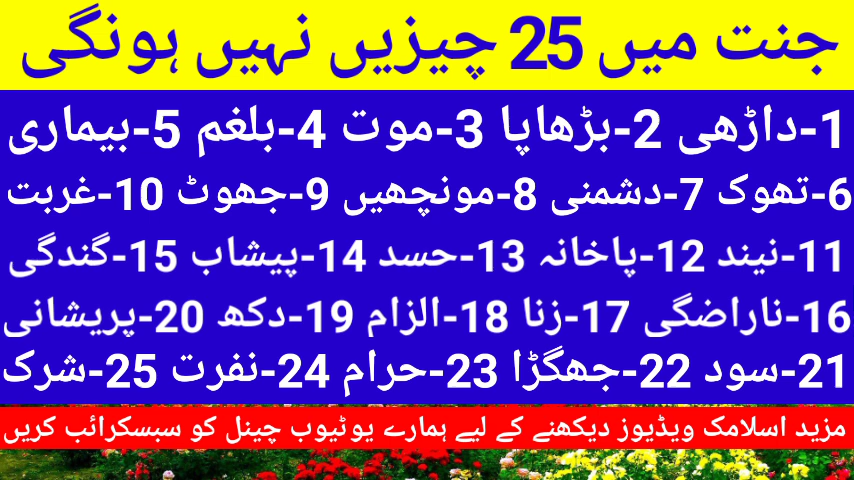 جنت میں 25 چیزیں نہیں ہونگی
1-داڑھی 2-بڑھاپا 3-موت 4-بلغم 5-بیماری
6-تھوک 7-دشمنی 8-مونچھیں 9-جھوٹ 10-غربت
11-نیند 12-پاخانہ 13-حسد 14-پیشاب 15-گندگی
16-ناراضگی 17-زنا 18-الزام 19-دکھ 20-پریشانی
21-سود 22-جھگڑا 23-حرام 24-نفرت 25-شرک
مزید اسلامک ویڈیوز دیکھنے کے لیے ہمارے یوٹیوب چینل کو سبسکرائب کریں